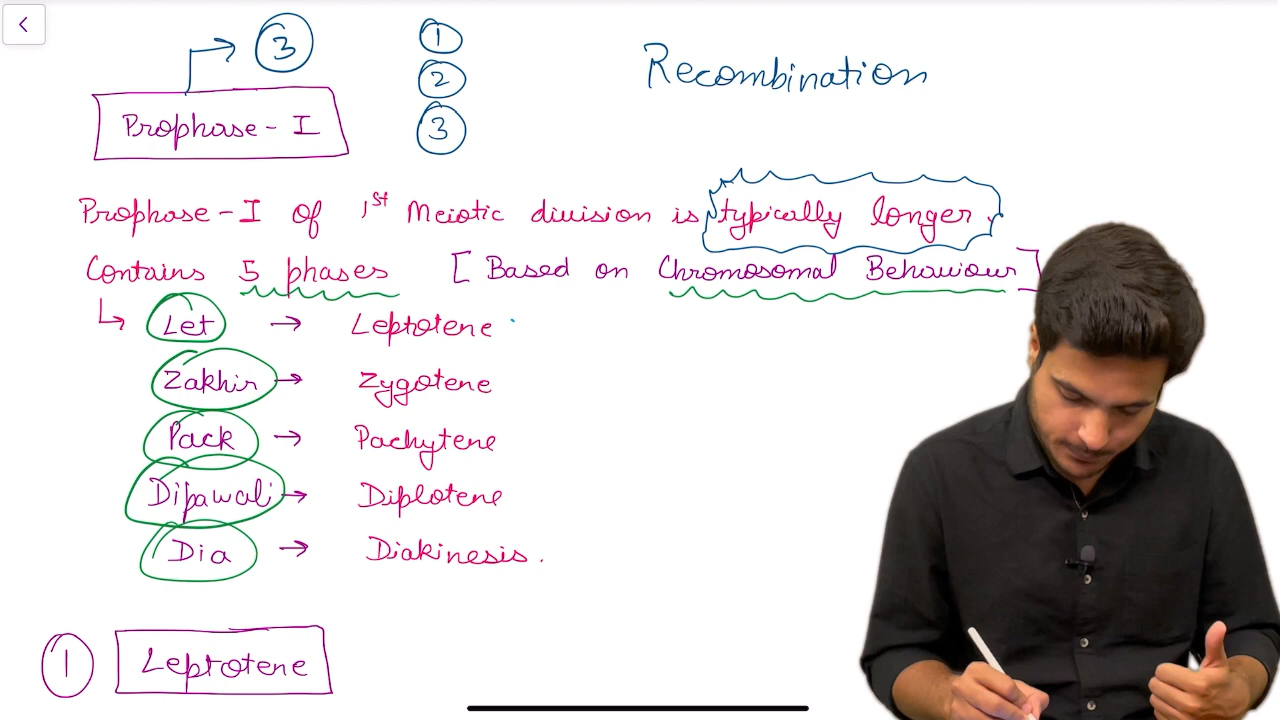 3
1
2
3
Recombination
Prophase - I
Prophase - I of 1st Meiotic division is typically longer.
Contains 5 phases [Based on Chromosomal Behaviour]
Let → Leptotene
Zakhir → Zygotene
Pack → Pachytene
Dipawali → Diplotene
Dia → Diakinesis.
1 Leptotene